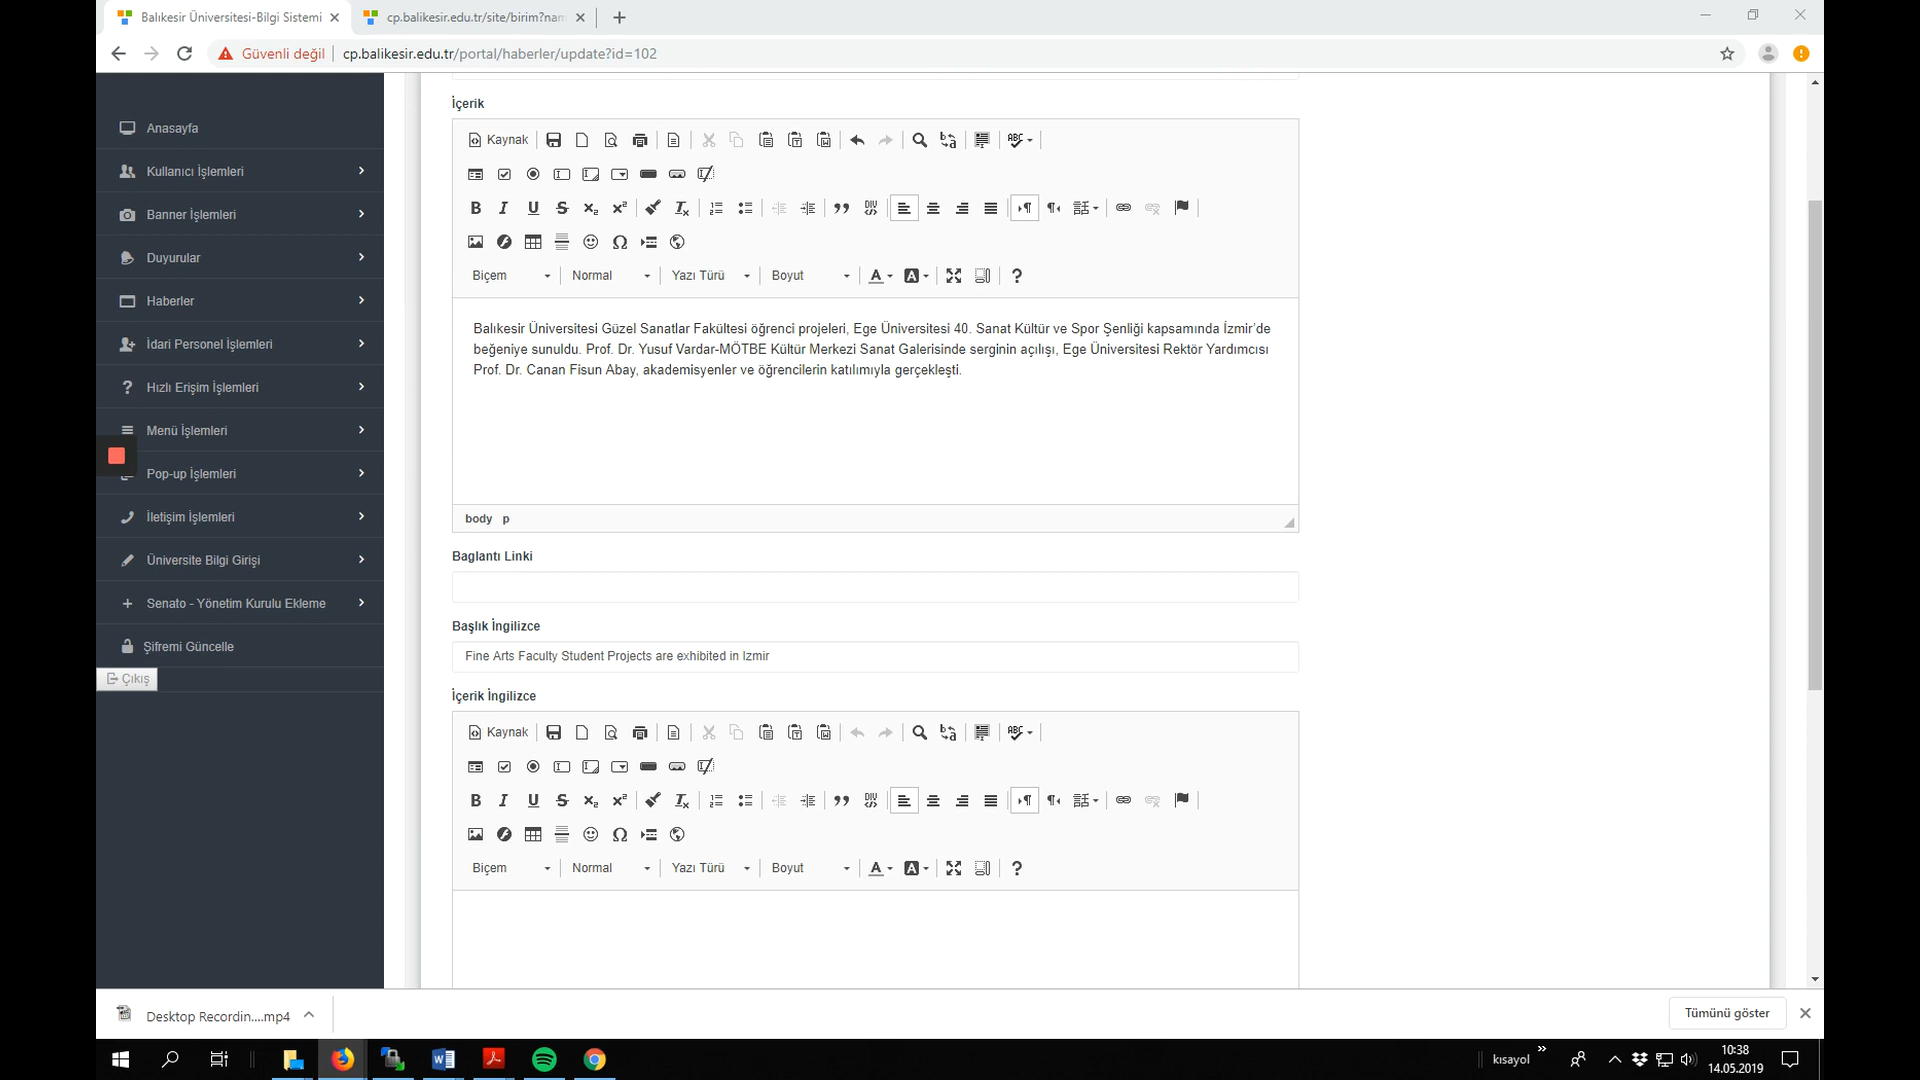 Balıkesir Üniversitesi-Bilgi Sistemi
cp.balikesir.edu.tr/site/birim?nam
Güvenli değil
cp.balikesir.edu.tr/portal/haberler/update?id=102
Anasayfa
Kullanıcı İşlemleri
Banner İşlemleri
Duyurular
Haberler
İdari Personel İşlemleri
Hızlı Erişim İşlemleri
Menü İşlemleri
Pop-up İşlemleri
İletişim İşlemleri
Üniversite Bilgi Girişi
Senato - Yönetim Kurulu Ekleme
Şifremi Güncelle
Çıkış
İçerik
Kaynak
Biçem Normal Yazı Türü Boyut
Balıkesir Üniversitesi Güzel Sanatlar Fakültesi öğrenci projeleri, Ege Üniversitesi 40. Sanat Kültür ve Spor Şenliği kapsamında İzmir’de
beğeniye sunuldu. Prof. Dr. Yusuf Vardar-MÖTBE Kültür Merkezi Sanat Galerisinde serginin açılışı, Ege Üniversitesi Rektör Yardımcısı
Prof. Dr. Canan Fisun Abay, akademisyenler ve öğrencilerin katılımıyla gerçekleşti.
body p
Baglantı Linki
Başlık İngilizce
Fine Arts Faculty Student Projects are exhibited in Izmir
İçerik İngilizce
Kaynak
Biçem Normal Yazı Türü Boyut
Desktop Recordin....mp4
Tümünü göster
kısayol
10:38
14.05.2019